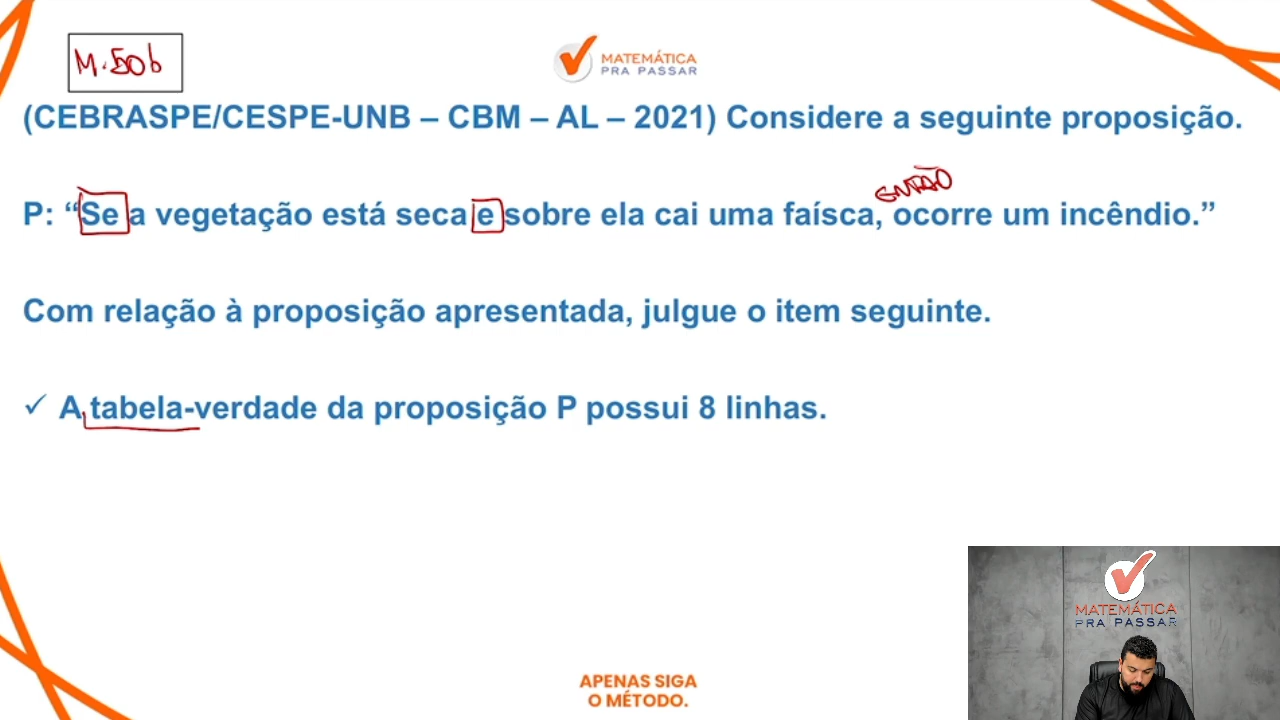 M.50b
MATEMÁTICA
PRA PASSAR
(CEBRASPE/CESPE-UNB – CBM – AL – 2021) Considere a seguinte proposição.
ENTÃO
P: “Se a vegetação está seca e sobre ela cai uma faísca, ocorre um incêndio.”
Com relação à proposição apresentada, julgue o item seguinte.
✓ A tabela-verdade da proposição P possui 8 linhas.
MATEMÁTICA
PRA PASSAR
APENAS SIGA
O MÉTODO.